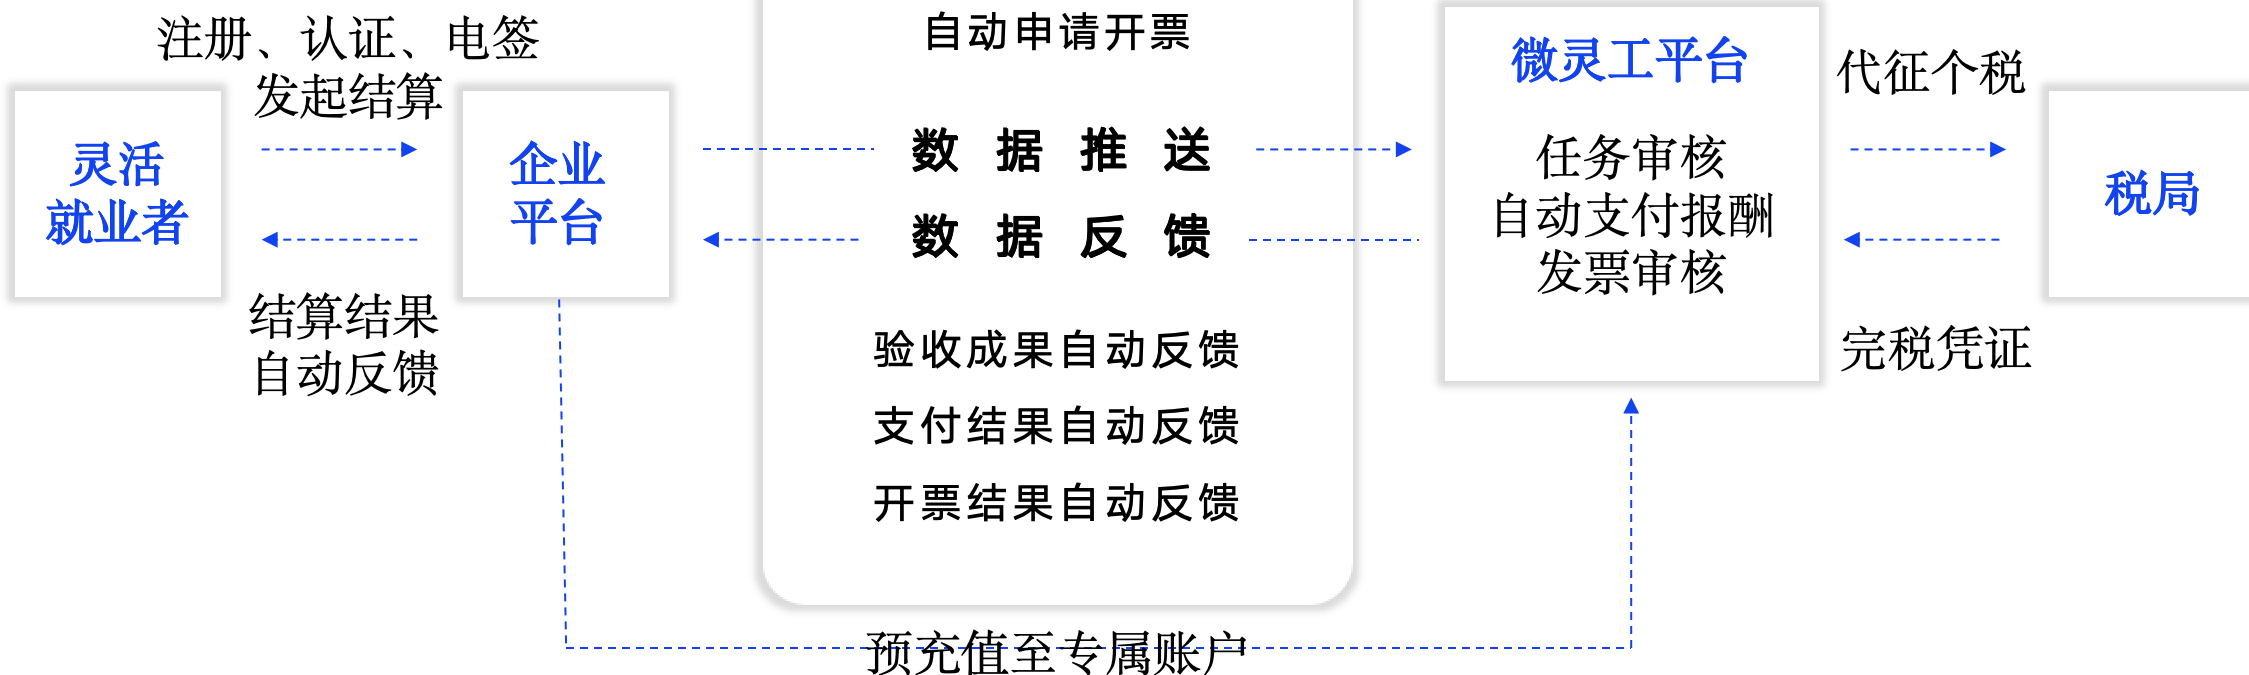 注册、认证、电签
发起结算
灵活
就业者
结算结果
自动反馈
企业
平台
自动申请开票
数据推送
数据反馈
验收成果自动反馈
支付结果自动反馈
开票结果自动反馈
预充值至专属账户
微灵工平台
任务审核
自动支付报酬
发票审核
代征个税
完税凭证
税局